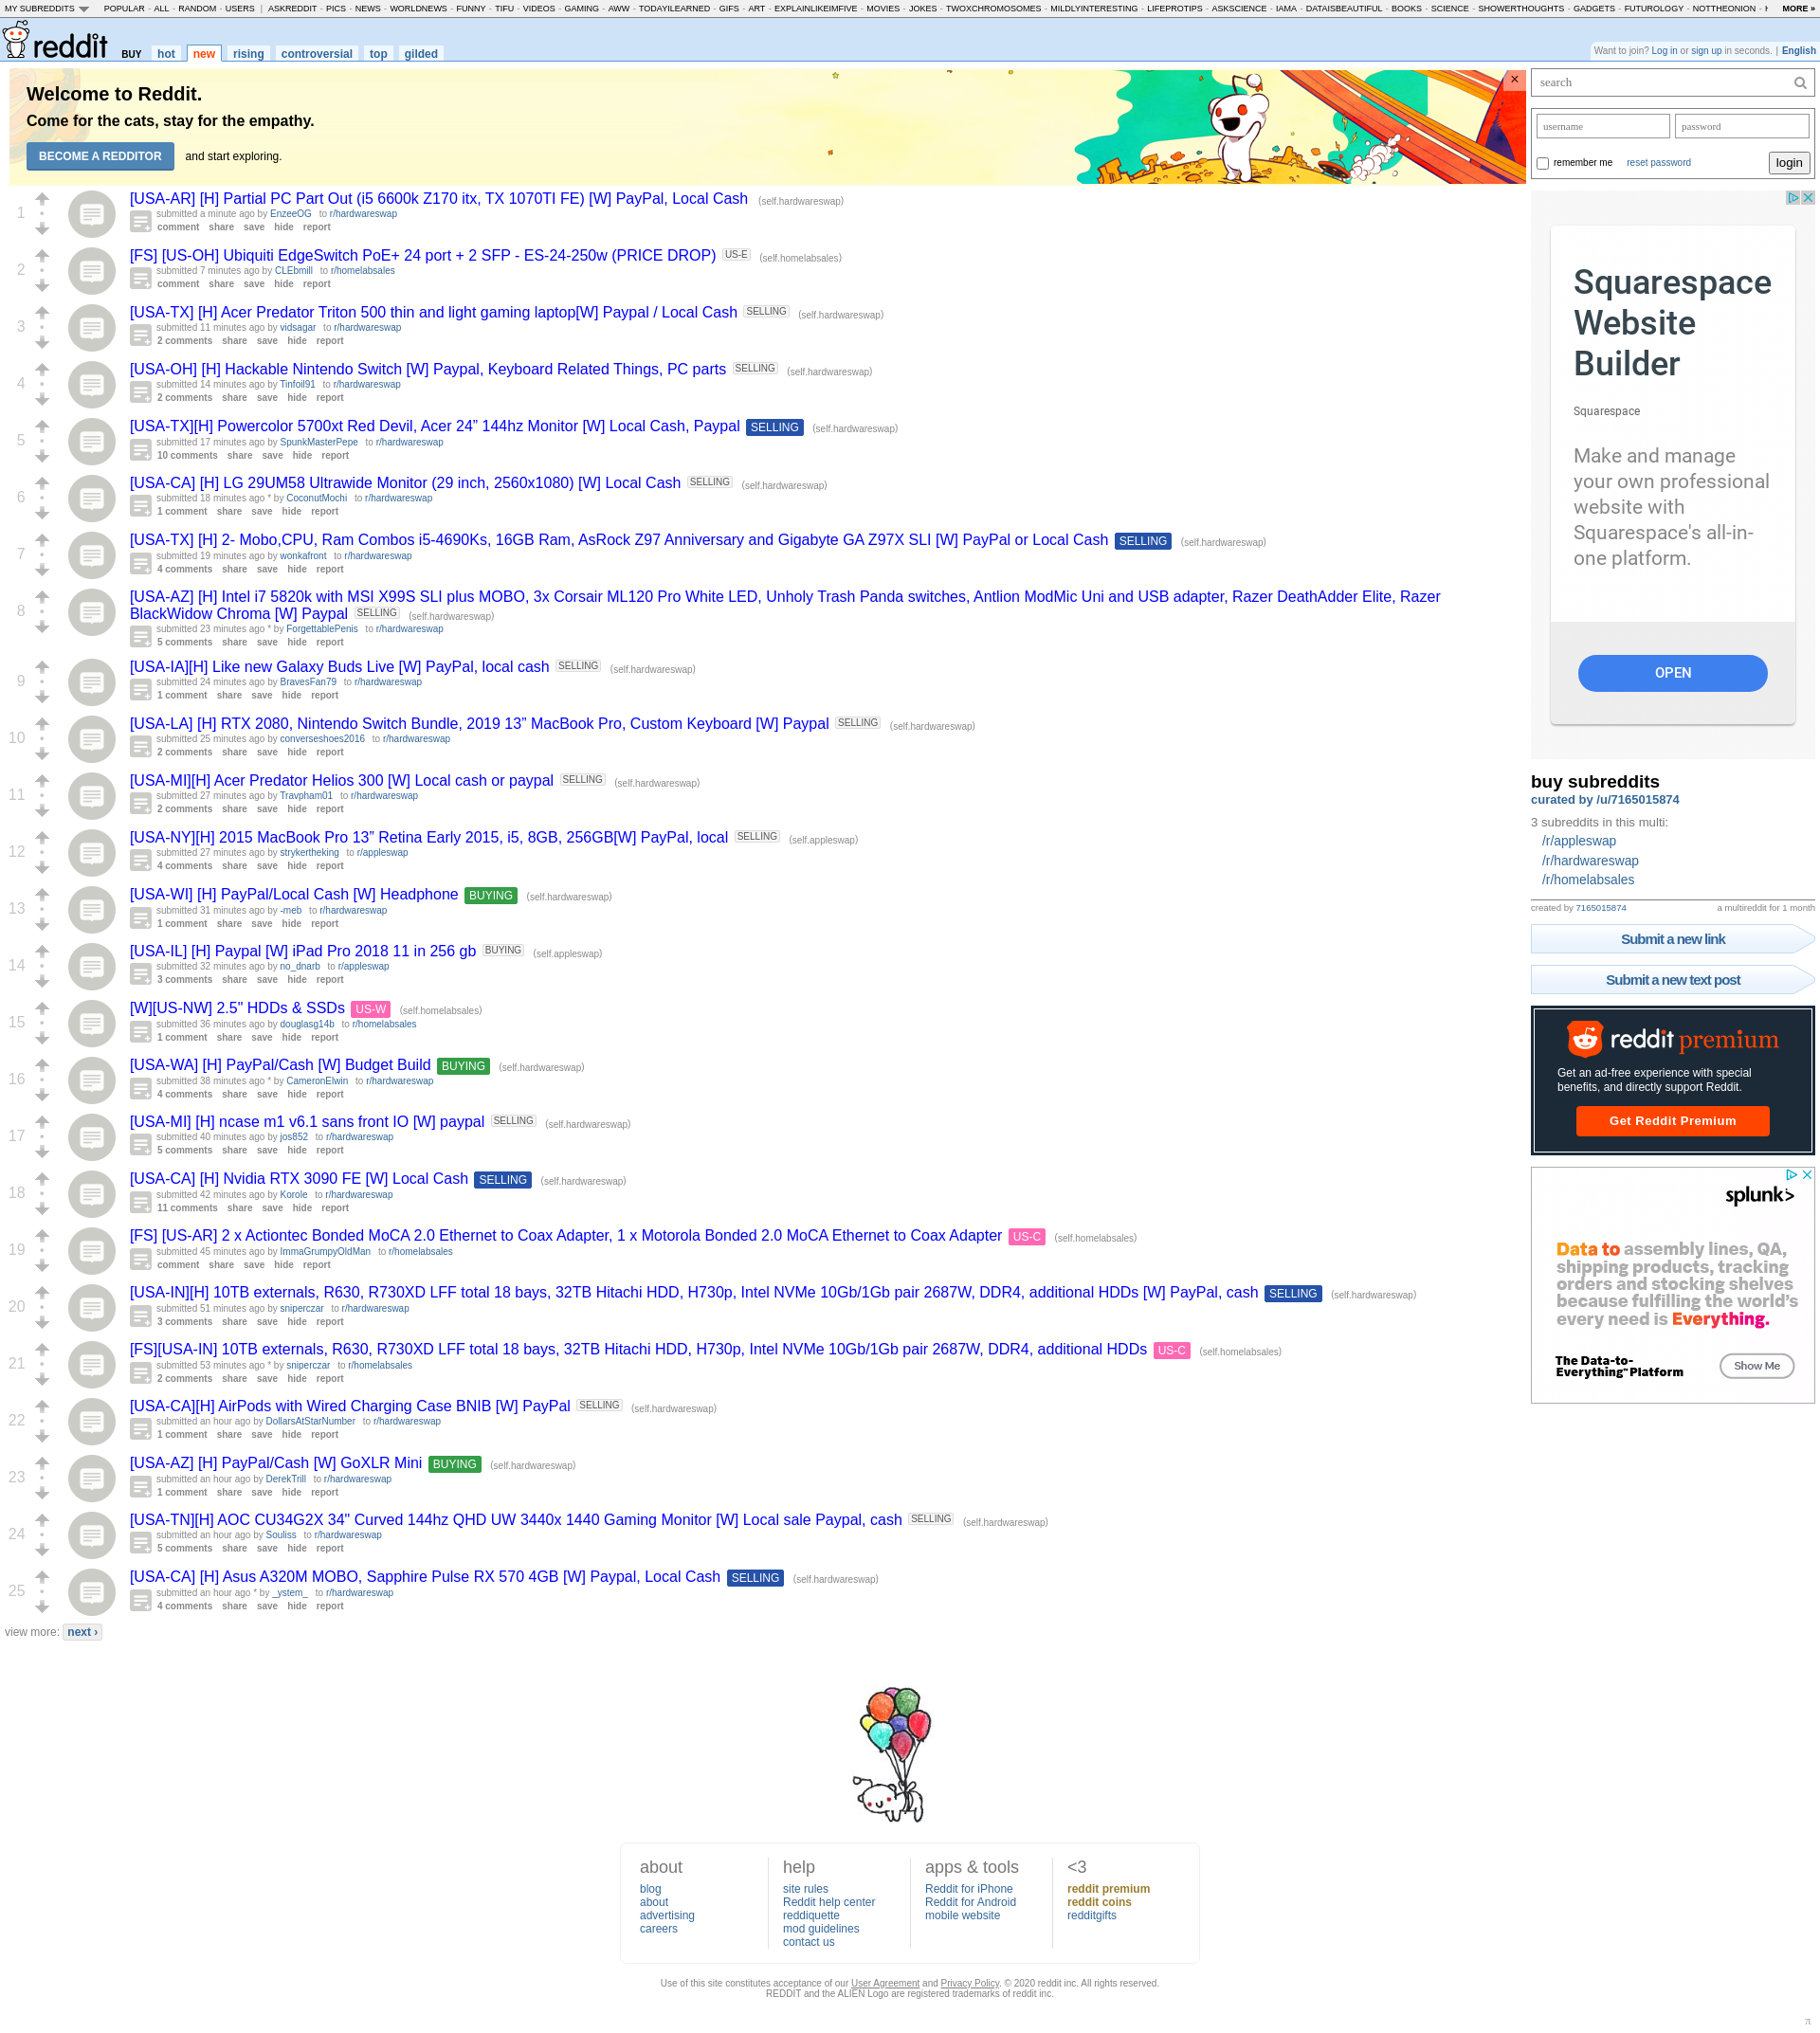 MY SUBREDDITS POPULAR - ALL - RANDOM - USERS | ASKREDDIT - PICS - NEWS - WORLDNEWS - FUNNY - TIFU - VIDEOS - GAMING - AWW - TODAYILEARNED - GIFS - ART - EXPLAINLIKEIMFIVE - MOVIES - JOKES - TWOXCHROMOSOMES - MILDLYINTERESTING - LIFEPROTIPS - ASKSCIENCE - IAMA - DATAISBEAUTIFUL - BOOKS - SCIENCE - SHOWERTHOUGHTS - GADGETS - FUTUROLOGY - NOTTHEONION - MORE »
reddit BUY hot new rising controversial top gilded
Want to join? Log in or sign up in seconds. | English
Welcome to Reddit.
Come for the cats, stay for the empathy.
BECOME A REDDITOR and start exploring.
×
1
[USA-AR] [H] Partial PC Part Out (i5 6600k Z170 itx, TX 1070TI FE) [W] PayPal, Local Cash (self.hardwareswap)
submitted a minute ago by EnzeeOG to r/hardwareswap
comment share save hide report
2
[FS] [US-OH] Ubiquiti EdgeSwitch PoE+ 24 port + 2 SFP - ES-24-250w (PRICE DROP) US-E (self.homelabsales)
submitted 7 minutes ago by CLEbmill to r/homelabsales
comment share save hide report
3
[USA-TX] [H] Acer Predator Triton 500 thin and light gaming laptop[W] Paypal / Local Cash SELLING (self.hardwareswap)
submitted 11 minutes ago by vidsagar to r/hardwareswap
2 comments share save hide report
4
[USA-OH] [H] Hackable Nintendo Switch [W] Paypal, Keyboard Related Things, PC parts SELLING (self.hardwareswap)
submitted 14 minutes ago by Tinfoil91 to r/hardwareswap
2 comments share save hide report
5
[USA-TX][H] Powercolor 5700xt Red Devil, Acer 24” 144hz Monitor [W] Local Cash, Paypal SELLING (self.hardwareswap)
submitted 17 minutes ago by SpunkMasterPepe to r/hardwareswap
10 comments share save hide report
6
[USA-CA] [H] LG 29UM58 Ultrawide Monitor (29 inch, 2560x1080) [W] Local Cash SELLING (self.hardwareswap)
submitted 18 minutes ago * by CoconutMochi to r/hardwareswap
1 comment share save hide report
7
[USA-TX] [H] 2- Mobo,CPU, Ram Combos i5-4690Ks, 16GB Ram, AsRock Z97 Anniversary and Gigabyte GA Z97X SLI [W] PayPal or Local Cash SELLING (self.hardwareswap)
submitted 19 minutes ago by wonkafront to r/hardwareswap
4 comments share save hide report
8
[USA-AZ] [H] Intel i7 5820k with MSI X99S SLI plus MOBO, 3x Corsair ML120 Pro White LED, Unholy Trash Panda switches, Antlion ModMic Uni and USB adapter, Razer DeathAdder Elite, Razer
BlackWidow Chroma [W] Paypal SELLING (self.hardwareswap)
submitted 23 minutes ago * by ForgettablePenis to r/hardwareswap
5 comments share save hide report
9
[USA-IA][H] Like new Galaxy Buds Live [W] PayPal, local cash SELLING (self.hardwareswap)
submitted 24 minutes ago by BravesFan79 to r/hardwareswap
1 comment share save hide report
10
[USA-LA] [H] RTX 2080, Nintendo Switch Bundle, 2019 13” MacBook Pro, Custom Keyboard [W] Paypal SELLING (self.hardwareswap)
submitted 25 minutes ago by converseshoes2016 to r/hardwareswap
2 comments share save hide report
11
[USA-MI][H] Acer Predator Helios 300 [W] Local cash or paypal SELLING (self.hardwareswap)
submitted 27 minutes ago by Travpham01 to r/hardwareswap
2 comments share save hide report
12
[USA-NY][H] 2015 MacBook Pro 13” Retina Early 2015, i5, 8GB, 256GB[W] PayPal, local SELLING (self.appleswap)
submitted 27 minutes ago by strykertheking to r/appleswap
4 comments share save hide report
13
[USA-WI] [H] PayPal/Local Cash [W] Headphone BUYING (self.hardwareswap)
submitted 31 minutes ago by -meb to r/hardwareswap
1 comment share save hide report
14
[USA-IL] [H] Paypal [W] iPad Pro 2018 11 in 256 gb BUYING (self.appleswap)
submitted 32 minutes ago by no_dnarb to r/appleswap
3 comments share save hide report
15
[W][US-NW] 2.5" HDDs & SSDs US-W (self.homelabsales)
submitted 36 minutes ago by douglasg14b to r/homelabsales
1 comment share save hide report
16
[USA-WA] [H] PayPal/Cash [W] Budget Build BUYING (self.hardwareswap)
submitted 38 minutes ago * by CameronElwin to r/hardwareswap
4 comments share save hide report
17
[USA-MI] [H] ncase m1 v6.1 sans front IO [W] paypal SELLING (self.hardwareswap)
submitted 40 minutes ago by jos852 to r/hardwareswap
5 comments share save hide report
18
[USA-CA] [H] Nvidia RTX 3090 FE [W] Local Cash SELLING (self.hardwareswap)
submitted 42 minutes ago by Korole to r/hardwareswap
11 comments share save hide report
19
[FS] [US-AR] 2 x Actiontec Bonded MoCA 2.0 Ethernet to Coax Adapter, 1 x Motorola Bonded 2.0 MoCA Ethernet to Coax Adapter US-C (self.homelabsales)
submitted 45 minutes ago by ImmaGrumpyOldMan to r/homelabsales
comment share save hide report
20
[USA-IN][H] 10TB externals, R630, R730XD LFF total 18 bays, 32TB Hitachi HDD, H730p, Intel NVMe 10Gb/1Gb pair 2687W, DDR4, additional HDDs [W] PayPal, cash SELLING (self.hardwareswap)
submitted 51 minutes ago by sniperczar to r/hardwareswap
3 comments share save hide report
21
[FS][USA-IN] 10TB externals, R630, R730XD LFF total 18 bays, 32TB Hitachi HDD, H730p, Intel NVMe 10Gb/1Gb pair 2687W, DDR4, additional HDDs US-C (self.homelabsales)
submitted 53 minutes ago * by sniperczar to r/homelabsales
2 comments share save hide report
22
[USA-CA][H] AirPods with Wired Charging Case BNIB [W] PayPal SELLING (self.hardwareswap)
submitted an hour ago by DollarsAtStarNumber to r/hardwareswap
1 comment share save hide report
23
[USA-AZ] [H] PayPal/Cash [W] GoXLR Mini BUYING (self.hardwareswap)
submitted an hour ago by DerekTrill to r/hardwareswap
1 comment share save hide report
24
[USA-TN][H] AOC CU34G2X 34" Curved 144hz QHD UW 3440x 1440 Gaming Monitor [W] Local sale Paypal, cash SELLING (self.hardwareswap)
submitted an hour ago by Souliss to r/hardwareswap
5 comments share save hide report
25
[USA-CA] [H] Asus A320M MOBO, Sapphire Pulse RX 570 4GB [W] Paypal, Local Cash SELLING (self.hardwareswap)
submitted an hour ago * by _ystem_ to r/hardwareswap
4 comments share save hide report
view more: next ›
search
username password
remember me reset password login
Squarespace
Website
Builder
Squarespace
Make and manage
your own professional
website with
Squarespace's all-in-
one platform.
OPEN
buy subreddits
curated by /u/7165015874
3 subreddits in this multi:
/r/appleswap
/r/hardwareswap
/r/homelabsales
created by 7165015874 a multireddit for 1 month
Submit a new link
Submit a new text post
reddit premium
Get an ad-free experience with special
benefits, and directly support Reddit.
Get Reddit Premium
splunk>
Data to assembly lines, QA,
shipping products, tracking
orders and stocking shelves
because fulfilling the world’s
every need is Everything.
The Data-to-
Everything™ Platform
Show Me
about
blog
about
advertising
careers
help
site rules
Reddit help center
reddiquette
mod guidelines
contact us
apps & tools
Reddit for iPhone
Reddit for Android
mobile website
<3
reddit premium
reddit coins
redditgifts
Use of this site constitutes acceptance of our User Agreement and Privacy Policy. © 2020 reddit inc. All rights reserved.
REDDIT and the ALIEN Logo are registered trademarks of reddit inc.
π